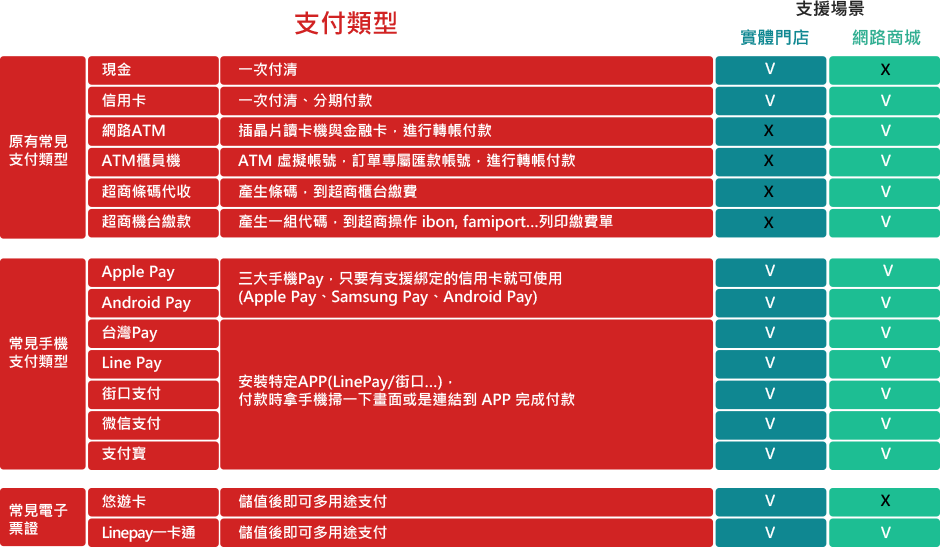 支付類型
支援場景
實體門店 網路商城
原有常見
支付類型
現金 一次付清 V X
信用卡 一次付清、分期付款 V V
網路ATM 插晶片讀卡機與金融卡，進行轉帳付款 X V
ATM櫃員機 ATM 虛擬帳號，訂單專屬匯款帳號，進行轉帳付款 X V
超商條碼代收 產生條碼，到超商櫃台繳費 X V
超商機台繳款 產生一組代碼，到超商操作 ibon, famiport...列印繳費單 X V
常見手機
支付類型
Apple Pay V V
三大手機Pay，只要有支援綁定的信用卡就可使用
(Apple Pay、Samsung Pay、Android Pay)
Android Pay V V
台灣Pay V V
Line Pay V V
安裝特定APP(LinePay/街口...)，
付款時拿手機掃一下畫面或是連結到 APP 完成付款
街口支付 V V
微信支付 V V
支付寶 V V
常見電子
票證
悠遊卡 儲值後即可多用途支付 V X
Linepay一卡通 儲值後即可多用途支付 V V